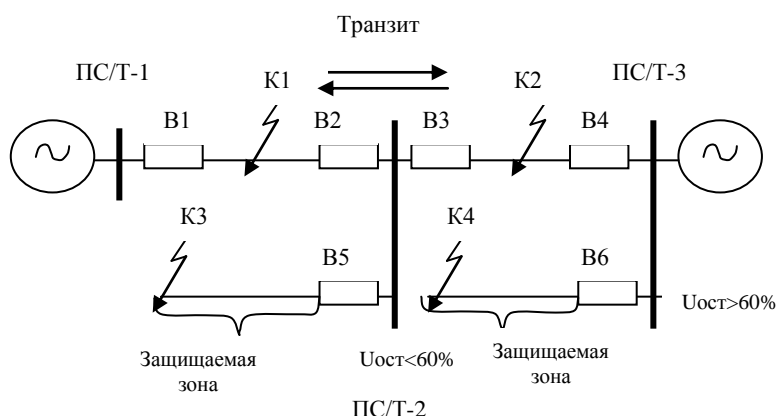 Транзит
ПС/Т-1
К1
К2
ПС/Т-3
В1
В2
В3
В4
К3
К4
В5
В6
Uост>60%
Защищаемая
зона
Uост<60%
Защищаемая
зона
ПС/Т-2